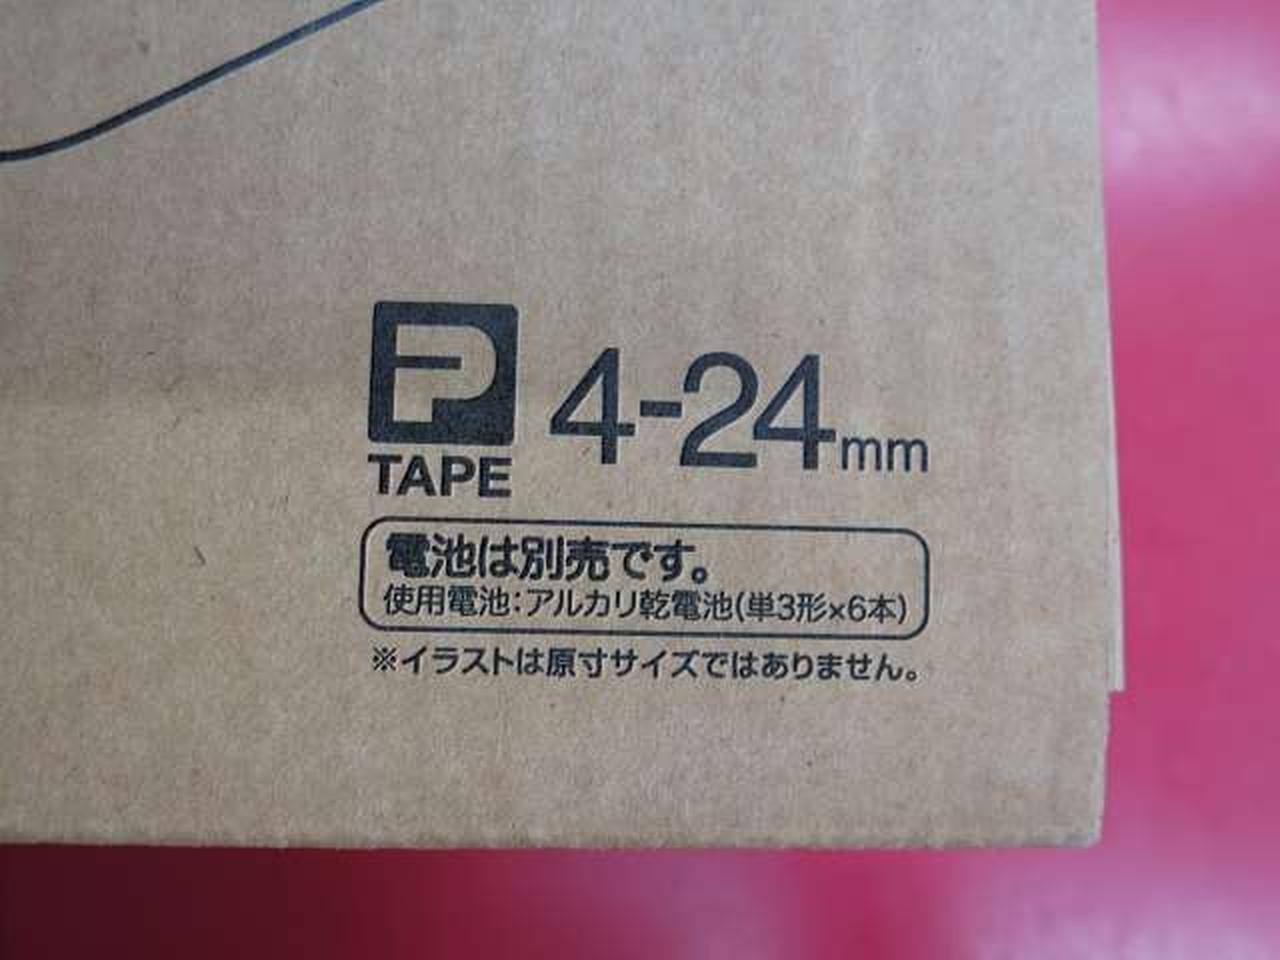 TAPE
4-24mm
電池は別売です。
使用電池：アルカリ乾電池(単3形×6本)
※イラストは原寸サイズではありません。